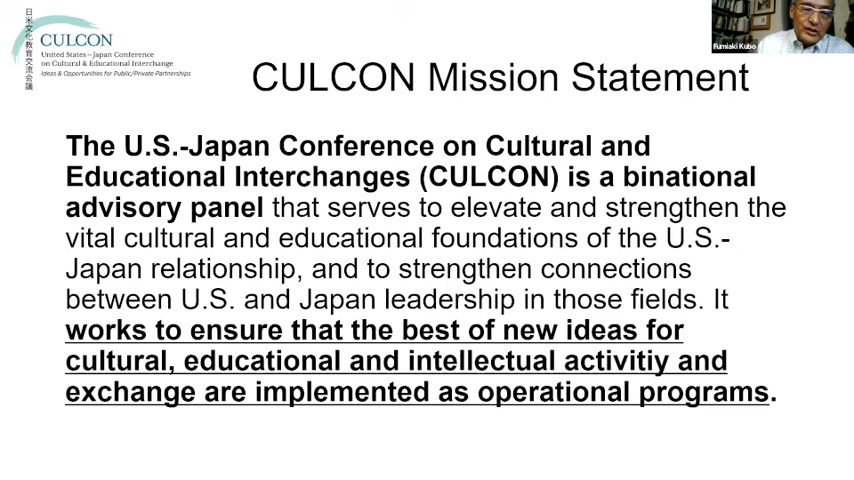 日米文化教育交流会議
CULCON
United States~Japan Conference
on Cultural & Educational Interchange
Ideas & Opportunities for Public/Private Partnerships
Fumiaki Kubo
CULCON Mission Statement
The U.S.-Japan Conference on Cultural and
Educational Interchanges (CULCON) is a binational
advisory panel that serves to elevate and strengthen the
vital cultural and educational foundations of the U.S.-
Japan relationship, and to strengthen connections
between U.S. and Japan leadership in those fields. It
works to ensure that the best of new ideas for
cultural, educational and intellectual activitiy and
exchange are implemented as operational programs.